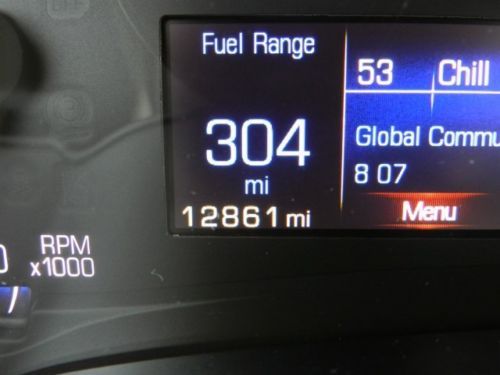 Fuel Range
304
mi
12861 mi
53 Chill
Global Commu
8 07
Menu
RPM
x1000